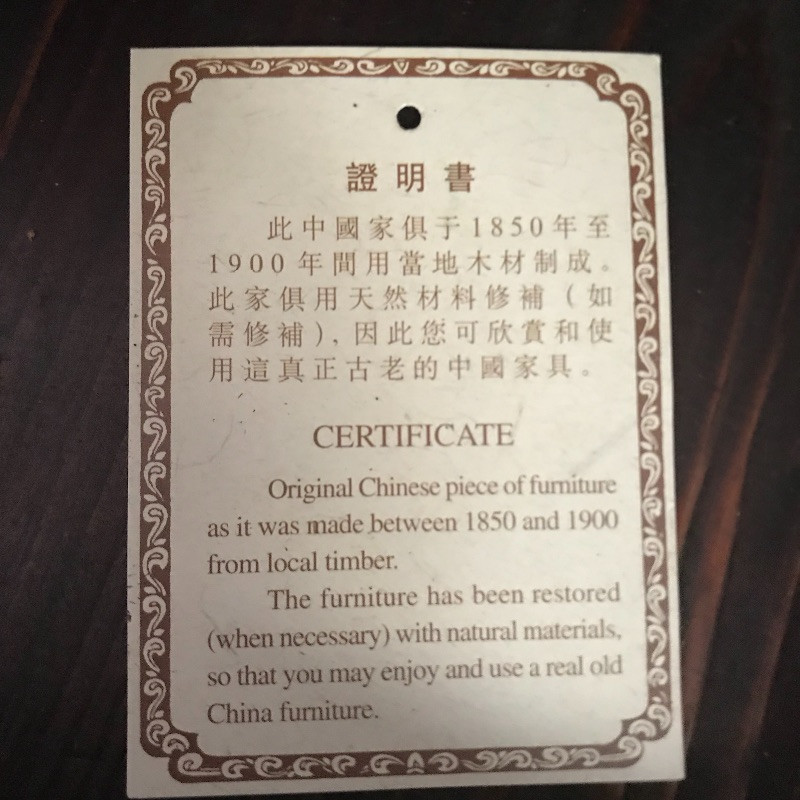 證明書
此中國家俱于1850年至
1900年間用當地木材制成。
此家俱用天然材料修補（如
需修補），因此您可欣賞和使
用這真正古老的中國家具。
CERTIFICATE
Original Chinese piece of furniture
as it was made between 1850 and 1900
from local timber.
The furniture has been restored
(when necessary) with natural materials,
so that you may enjoy and use a real old
China furniture.